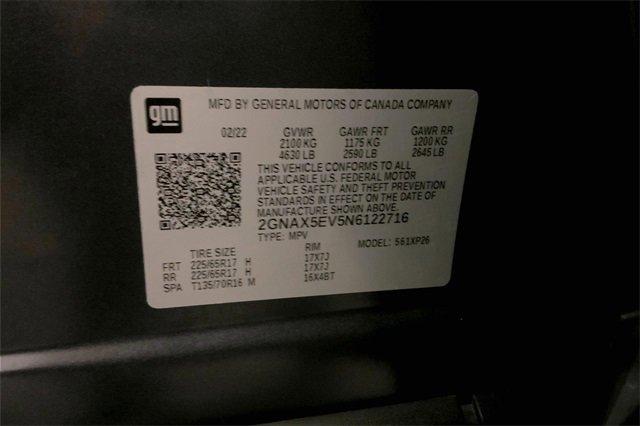 gm
MFD BY GENERAL MOTORS OF CANADA COMPANY
02/22 GVWR GAWR FRT GAWR RR
2100 KG 1175 KG 1200 KG
4630 LB 2590 LB 2645 LB
THIS VEHICLE CONFORMS TO ALL
APPLICABLE U.S. FEDERAL MOTOR
VEHICLE SAFETY AND THEFT PREVENTION
STANDARDS IN EFFECT ON THE DATE OF
MANUFACTURE SHOWN ABOVE.
2GNAX5EV5N6122716
TYPE: MPV MODEL: 561XP26
TIRE SIZE RIM
FRT 225/65R17 H 17X7J
RR 225/65R17 H 17X7J
SPA T135/70R16 M 16X4BT